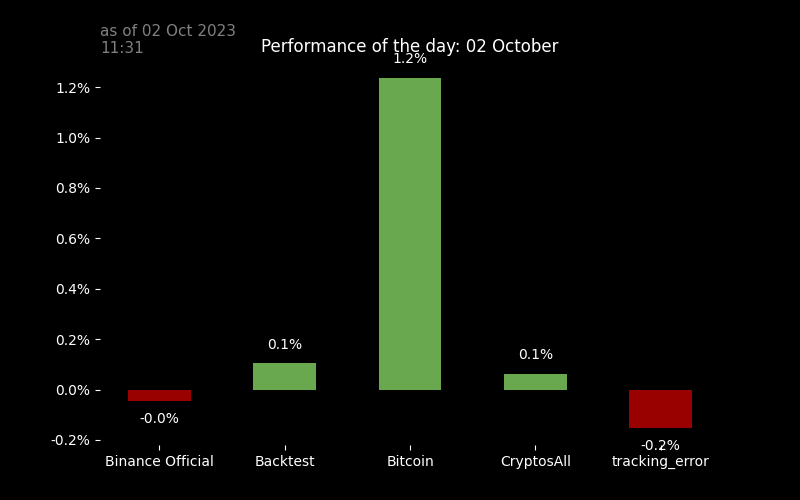 as of 02 Oct 2023
11:31
Performance of the day: 02 October
1.2%
1.2%
1.0%
0.8%
0.6%
0.4%
0.2%
0.0%
-0.2%
0.1%
0.1%
-0.0%
-0.2%
Binance Official
Backtest
Bitcoin
CryptosAll
tracking_error